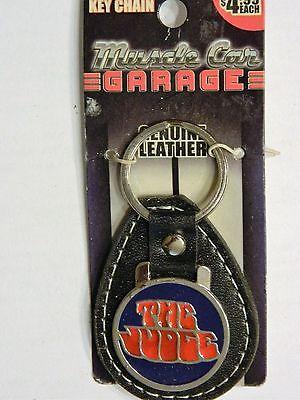 KEY CHAIN
$4.99
EACH
Muscle Car
GARAGE
GENUINE
LEATHER
THE
JUDGE